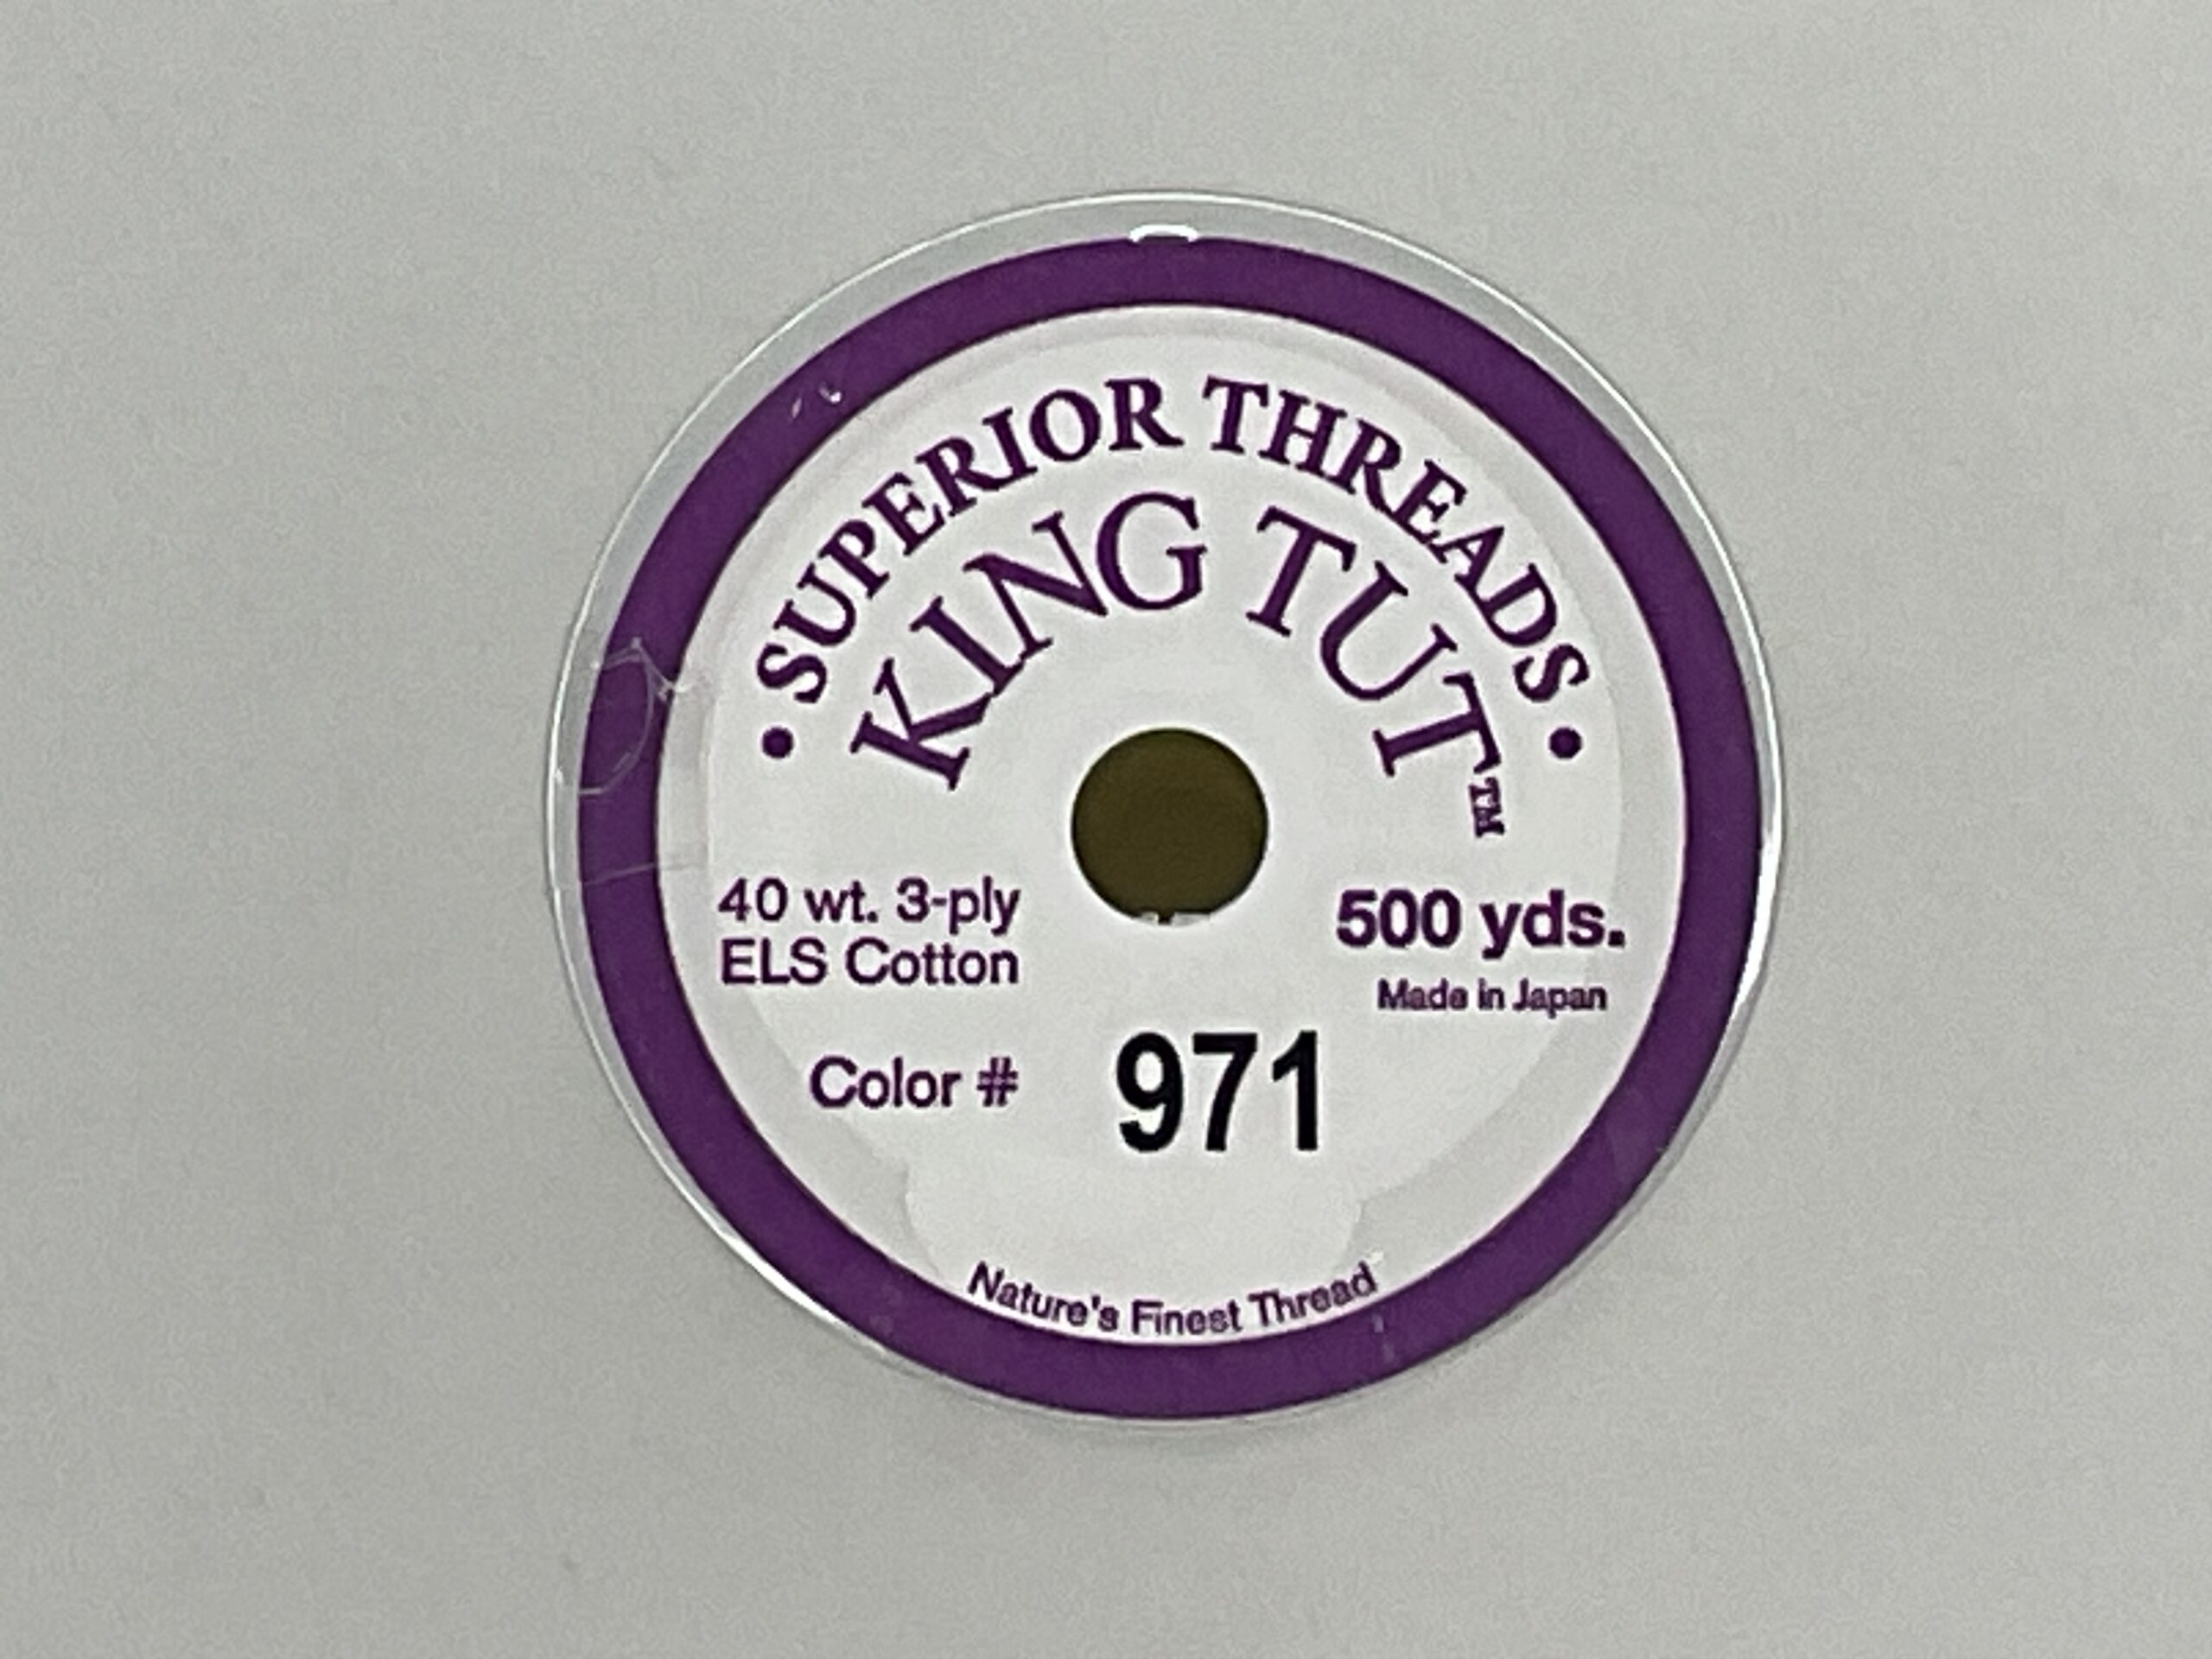 • SUPERIOR THREADS •
KING TUT™
40 wt. 3-ply
ELS Cotton
500 yds.
Made in Japan
Color # 971
Nature's Finest Thread